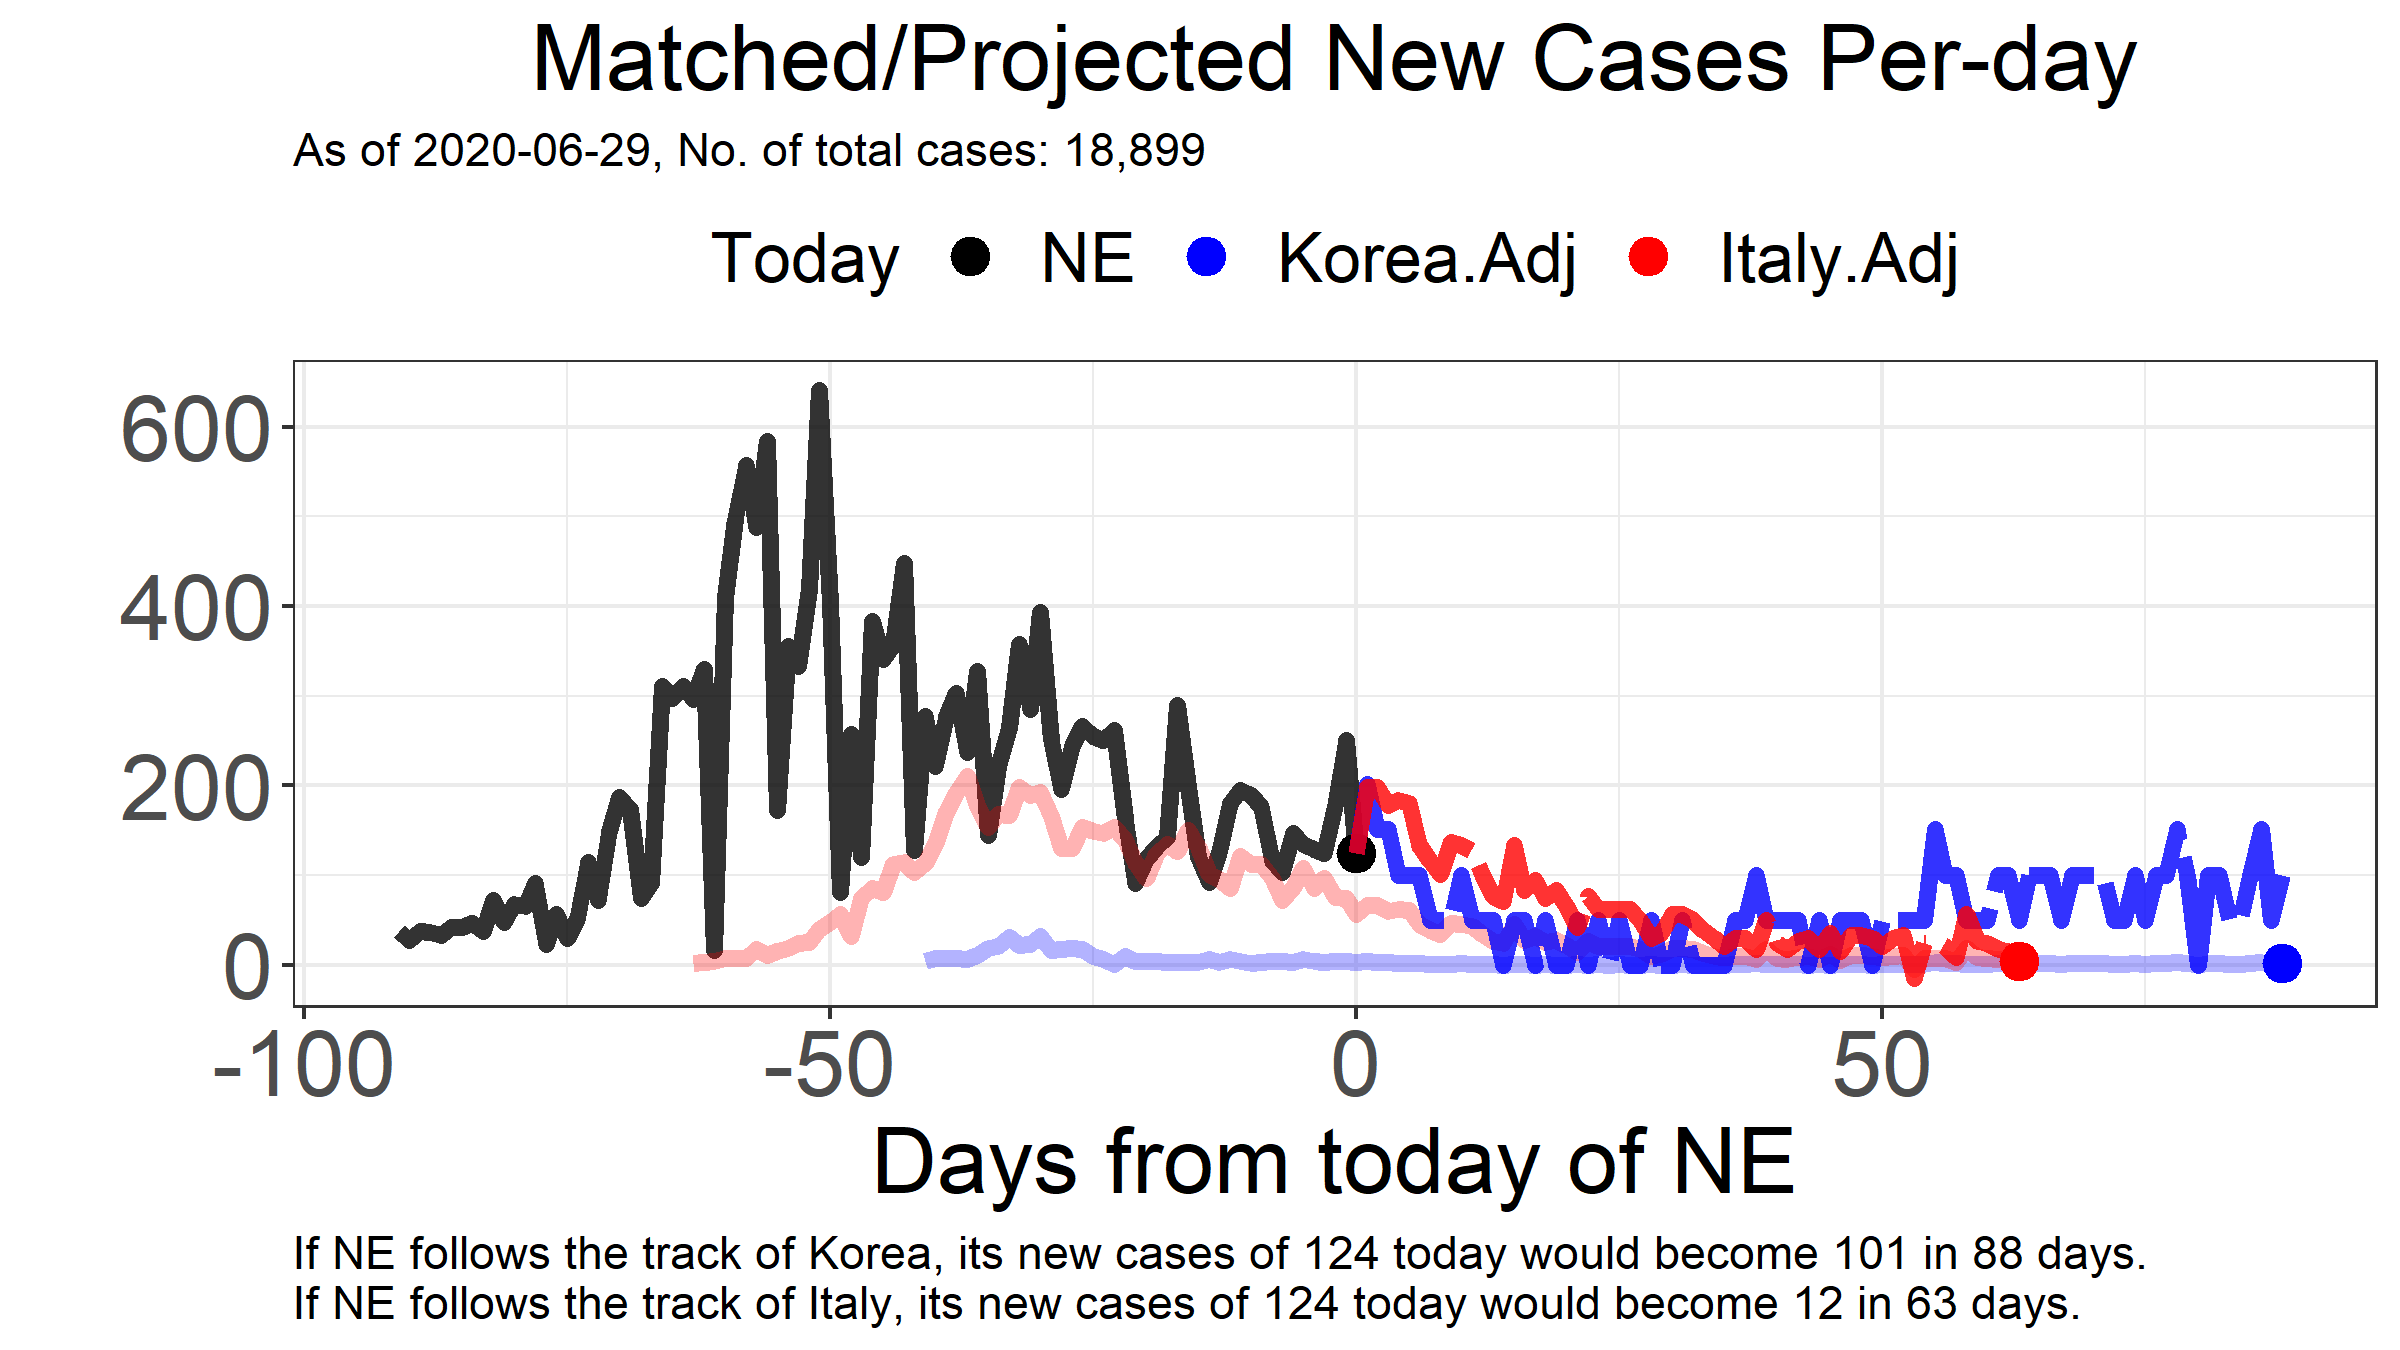 Matched/Projected New Cases Per-day
As of 2020-06-29, No. of total cases: 18,899
Today NE Korea.Adj Italy.Adj
600
400
200
0
-100 -50 0 50
Days from today of NE
If NE follows the track of Korea, its new cases of 124 today would become 101 in 88 days.
If NE follows the track of Italy, its new cases of 124 today would become 12 in 63 days.